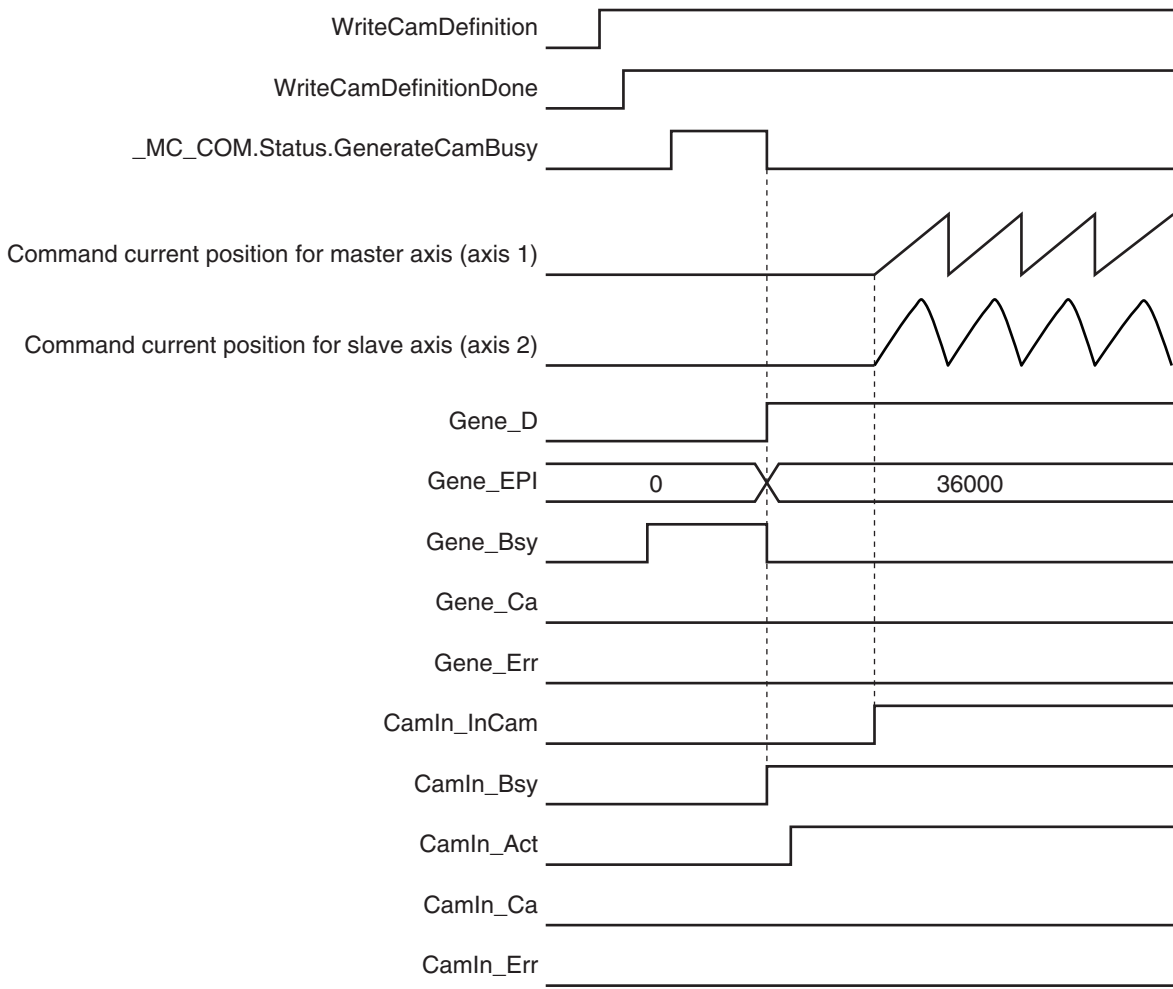 WriteCamDefinition
WriteCamDefinitionDone
_MC_COM.Status.GenerateCamBusy
Command current position for master axis (axis 1)
Command current position for slave axis (axis 2)
Gene_D
Gene_EPI 0 36000
Gene_Bsy
Gene_Ca
Gene_Err
CamIn_InCam
CamIn_Bsy
CamIn_Act
CamIn_Ca
CamIn_Err